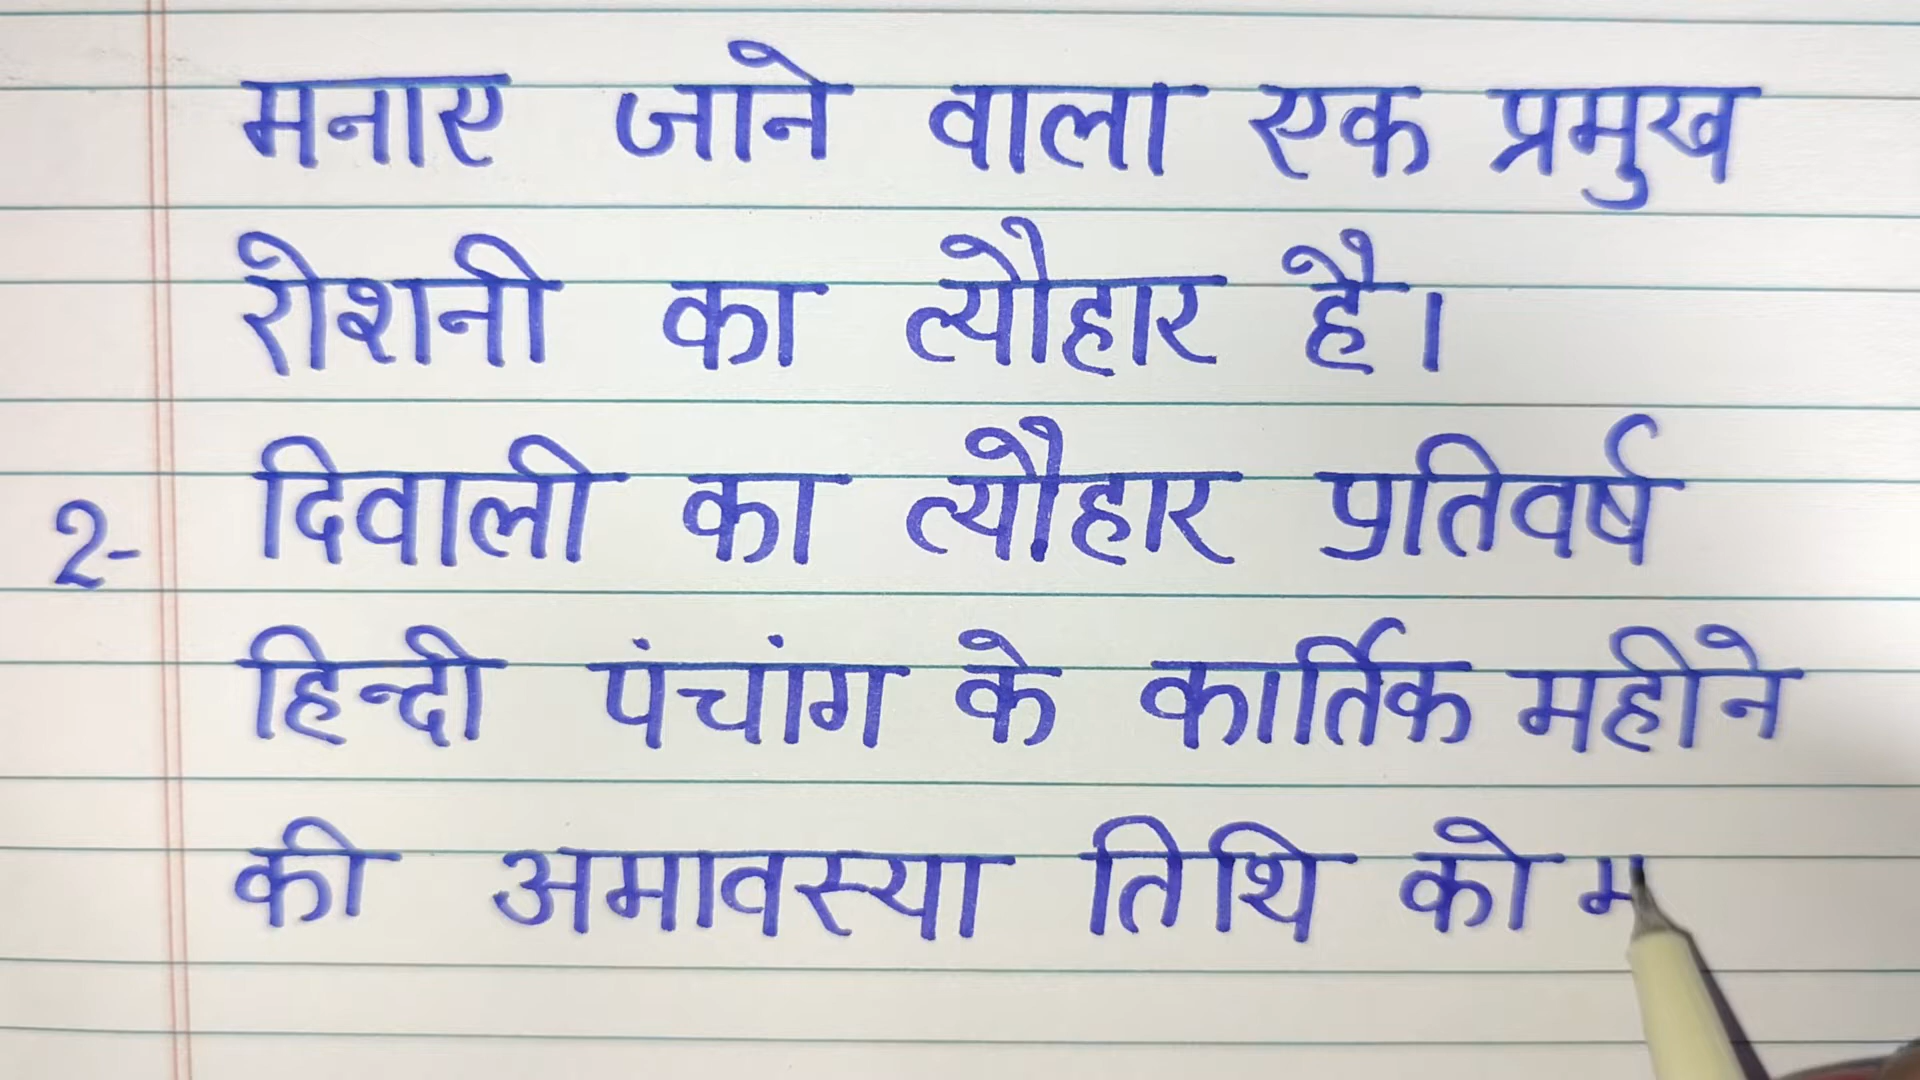 मनाए जाने वाला एक प्रमुख
रोशनी का त्यौहार है।
2- दिवाली का त्यौहार प्रतिवर्ष
हिन्दी पंचांग के कार्तिक महीने
की अमावस्या तिथि को म